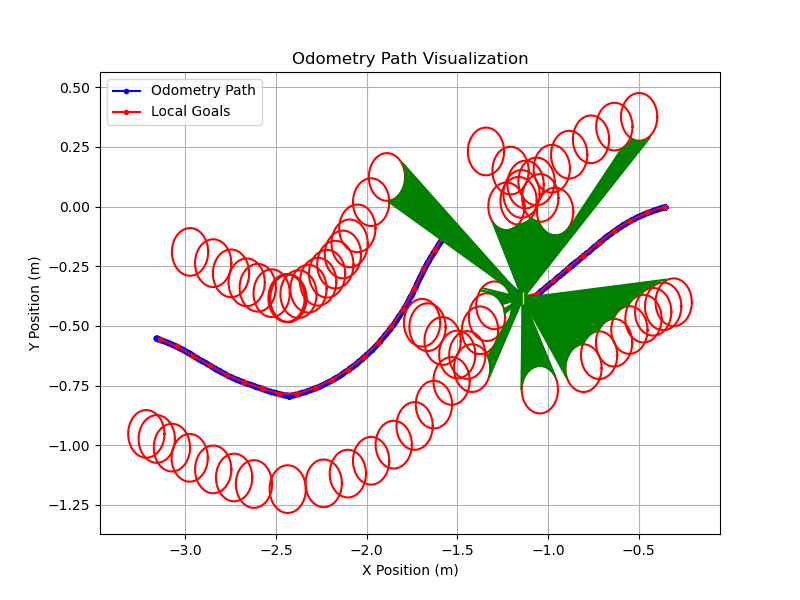 Odometry Path Visualization
Odometry Path
Local Goals
0.50
0.25
0.00
−0.25
−0.50
−0.75
−1.00
−1.25
Y Position (m)
−3.0 −2.5 −2.0 −1.5 −1.0 −0.5
X Position (m)